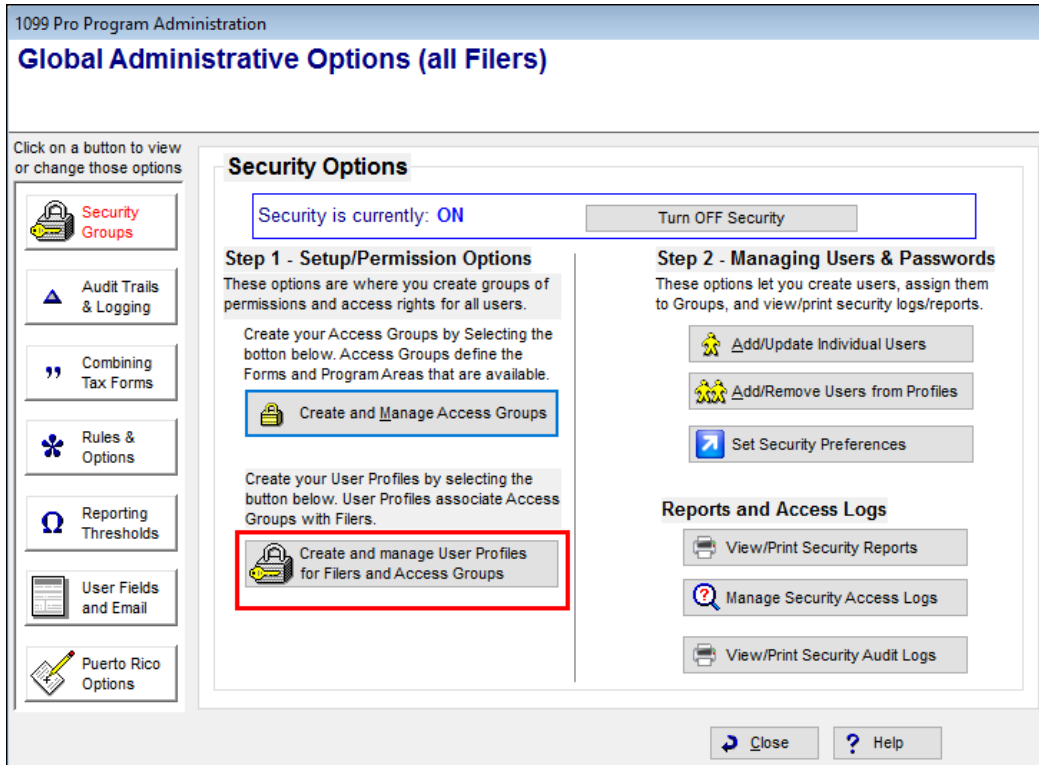 1099 Pro Program Administration
Global Administrative Options (all Filers)
Click on a button to view
or change those options
Security
Groups
Audit Trails
& Logging
Combining
Tax Forms
Rules &
Options
Reporting
Thresholds
User Fields
and Email
Puerto Rico
Options
Security Options
Security is currently: ON
Turn OFF Security
Step 1 - Setup/Permission Options
These options are where you create groups of
permissions and access rights for all users.
Create your Access Groups by Selecting the
botton below. Access Groups define the
Forms and Program Areas that are available.
Create and Manage Access Groups
Create your User Profiles by selecting the
button below. User Profiles associate Access
Groups with Filers.
Create and manage User Profiles
for Filers and Access Groups
Step 2 - Managing Users & Passwords
These options let you create users, assign them
to Groups, and view/print security logs/reports.
Add/Update Individual Users
Add/Remove Users from Profiles
Set Security Preferences
Reports and Access Logs
View/Print Security Reports
Manage Security Access Logs
View/Print Security Audit Logs
Close
Help